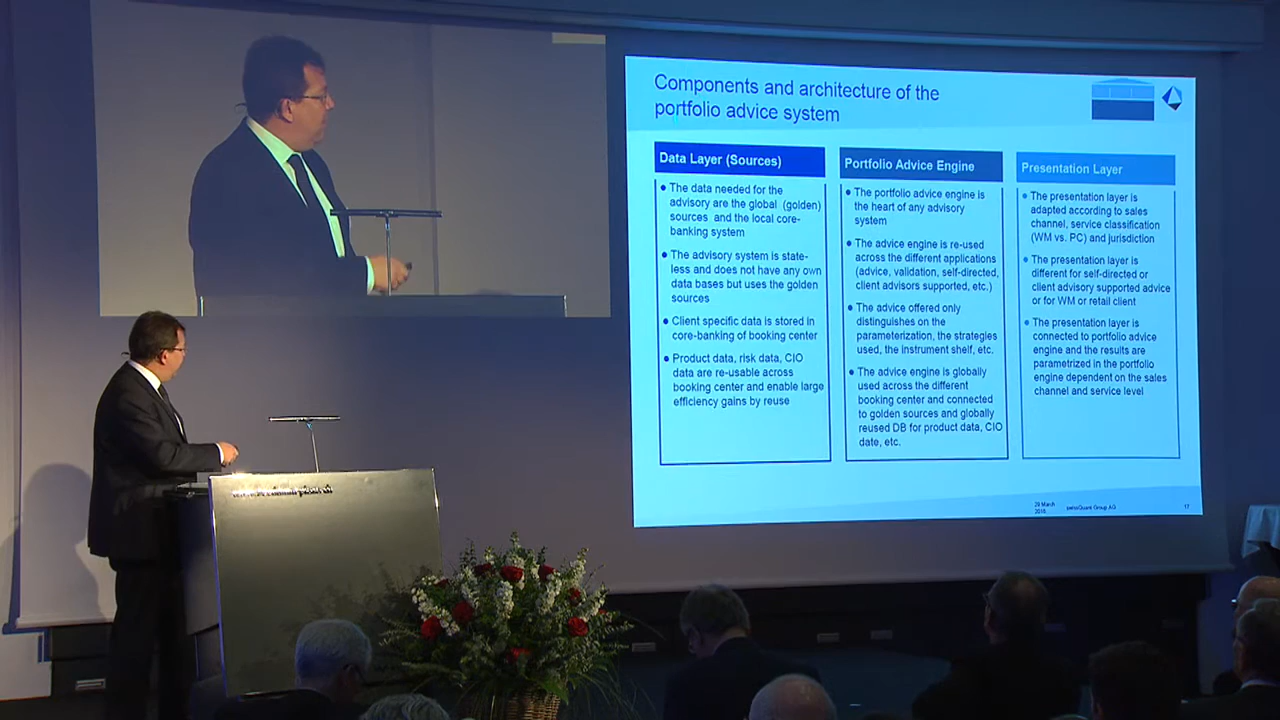 Components and architecture of the
portfolio advice system
Data Layer (Sources)
● The data needed for the
advisory are the global (golden)
sources and the local core-
banking system
● The advisory system is state-
less and does not have any own
data bases but uses the golden
sources
● Client specific data is stored in
core-banking of booking center
● Product data, risk data, CIO
data are re-usable across
booking center and enable large
efficiency gains by reuse
Portfolio Advice Engine
● The portfolio advice engine is
the heart of any advisory
system
● The advice engine is re-used
across the different applications
(advice, validation, self-directed,
client advisors supported, etc.)
● The advice offered only
distinguishes on the
parameterization, the strategies
used, the instrument shelf, etc.
● The advice engine is globally
used across the different
booking center and connected
to golden sources and globally
reused DB for product data, CIO
date, etc.
Presentation Layer
● The presentation layer is
adapted according to sales
channel, service classification
(WM vs. PC) and jurisdiction
● The presentation layer is
different for self-directed or
client advisory supported advice
or for WM or retail client
● The presentation layer is
connected to portfolio advice
engine and the results are
parametrized in the portfolio
engine dependent on the sales
channel and service level
swissQuant Group AG
17